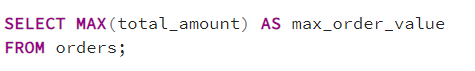 SELECT MAX(total_amount) AS max_order_value
FROM orders;